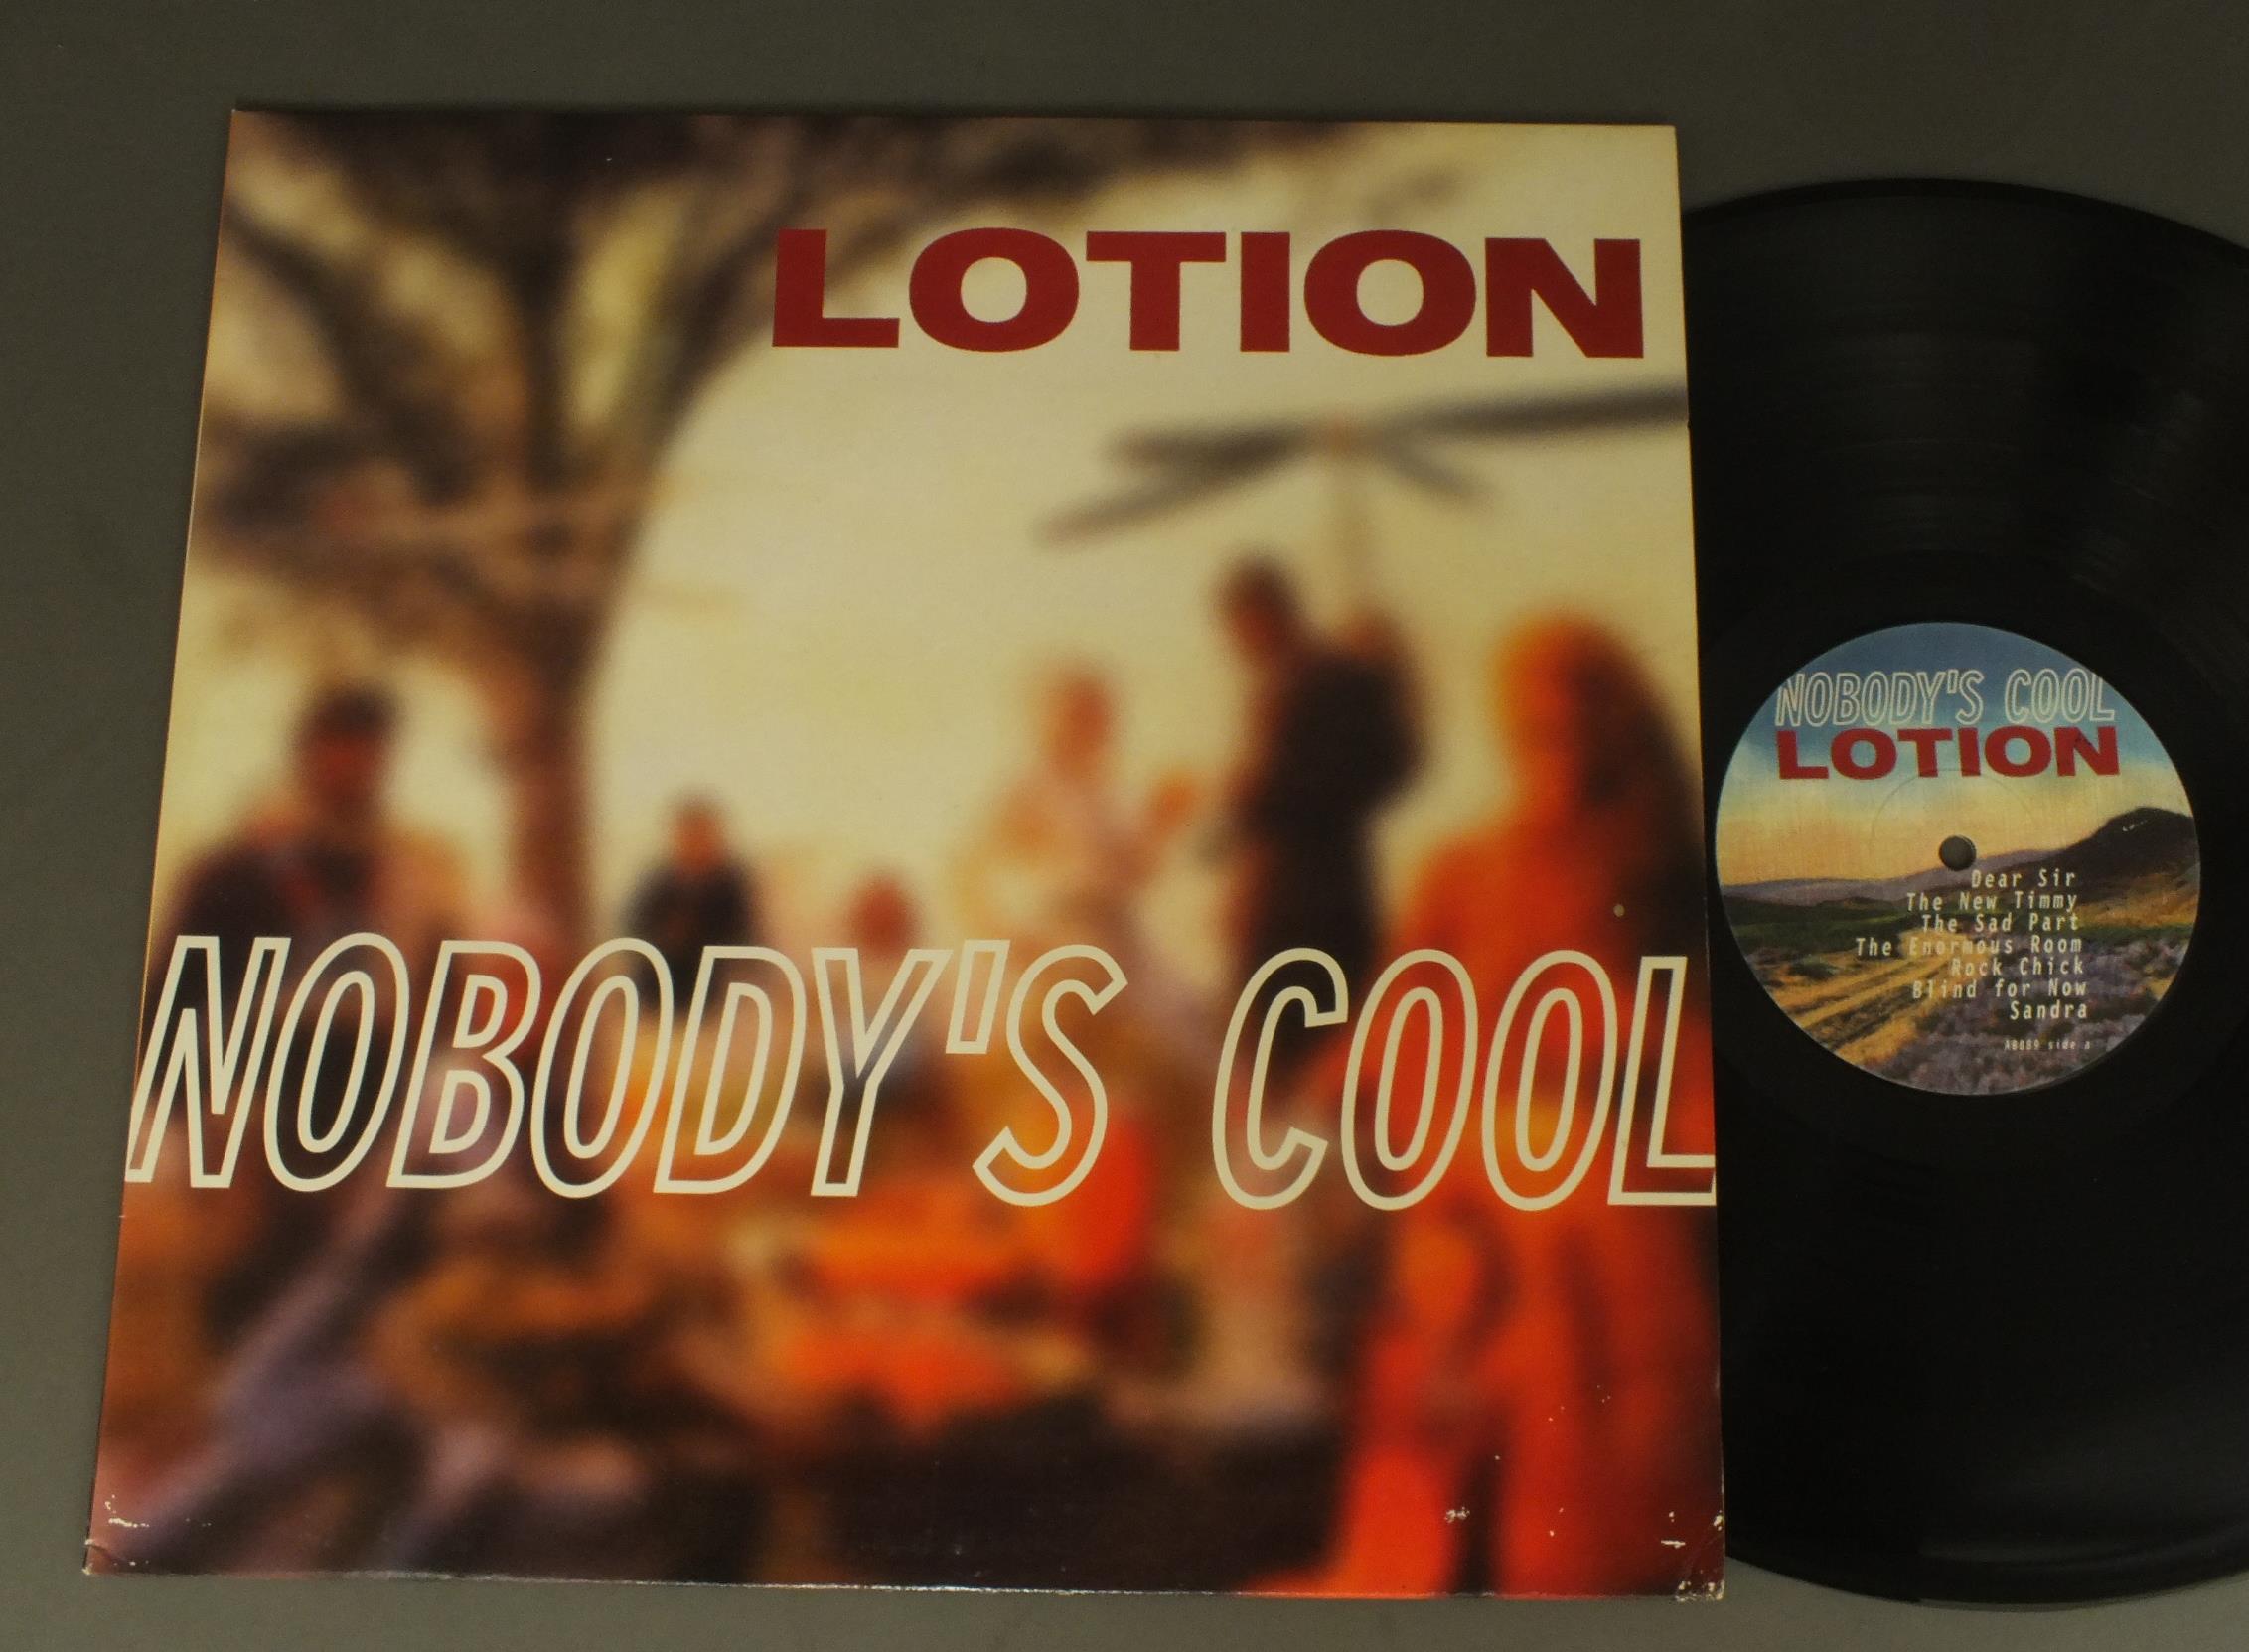 LOTION
NOBODY'S COOL
NOBODY'S COOL
LOTION
Dear Sir
The New Timmy
The Sad Part
The Enormous Room
Rock Chick
Blind for Now
Sandra
side a